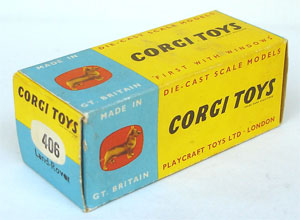 DIE-CAST SCALE MODELS
MADE IN
CORGI TOYS
GT. BRITAIN
FIRST WITH WINDOWS
DIE-CAST SCALE MODELS
CORGI TOYS
MADE IN
CORGI TOYS
406
Land-Rover
GT. BRITAIN
PLAYCRAFT TOYS LTD · LONDON